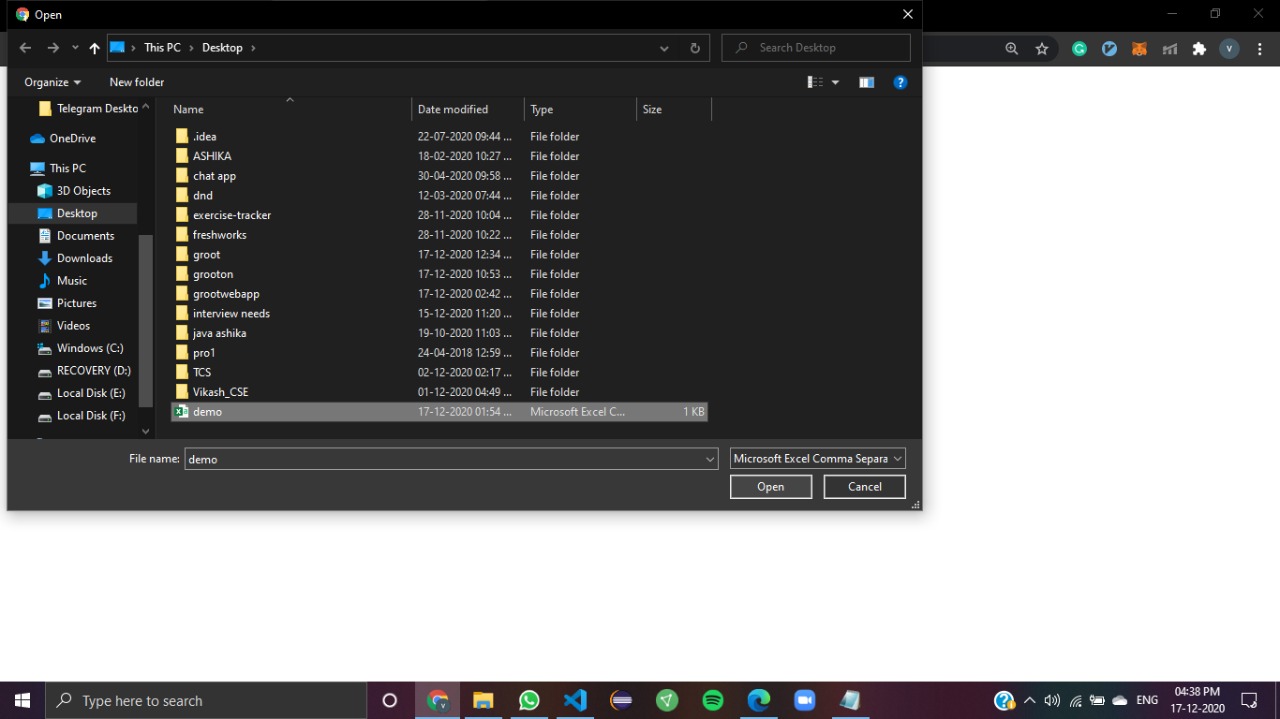 Open
This PC > Desktop >
Search Desktop
Organize
New folder
Name Date modified Type Size
Telegram Deskto
OneDrive
This PC
3D Objects
Desktop
Documents
Downloads
Music
Pictures
Videos
Windows (C:)
RECOVERY (D:)
Local Disk (E:)
Local Disk (F:)
.idea 22-07-2020 09:44 ... File folder
ASHIKA 18-02-2020 10:27 ... File folder
chat app 30-04-2020 09:58 ... File folder
dnd 12-03-2020 07:44 ... File folder
exercise-tracker 28-11-2020 10:04 ... File folder
freshworks 28-11-2020 10:22 ... File folder
groot 17-12-2020 12:34 ... File folder
grooton 17-12-2020 10:53 ... File folder
grootwebapp 17-12-2020 02:42 ... File folder
interview needs 15-12-2020 11:20 ... File folder
java ashika 19-10-2020 11:03 ... File folder
pro1 24-04-2018 12:59 ... File folder
TCS 02-12-2020 02:17 ... File folder
Vikash_CSE 01-12-2020 04:49 ... File folder
demo 17-12-2020 01:54 ... Microsoft Excel C... 1 KB
File name: demo
Microsoft Excel Comma Separa
Open Cancel
V
Type here to search
ENG
04:38 PM
17-12-2020